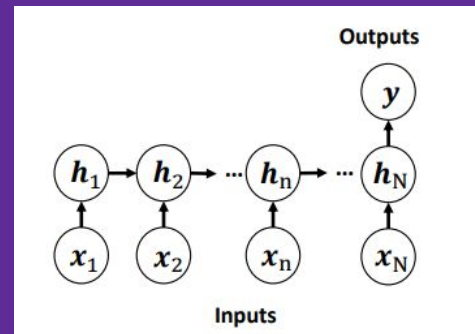 Outputs
y
h1 h2 ... hn ... hN
x1 x2 xn xN
Inputs